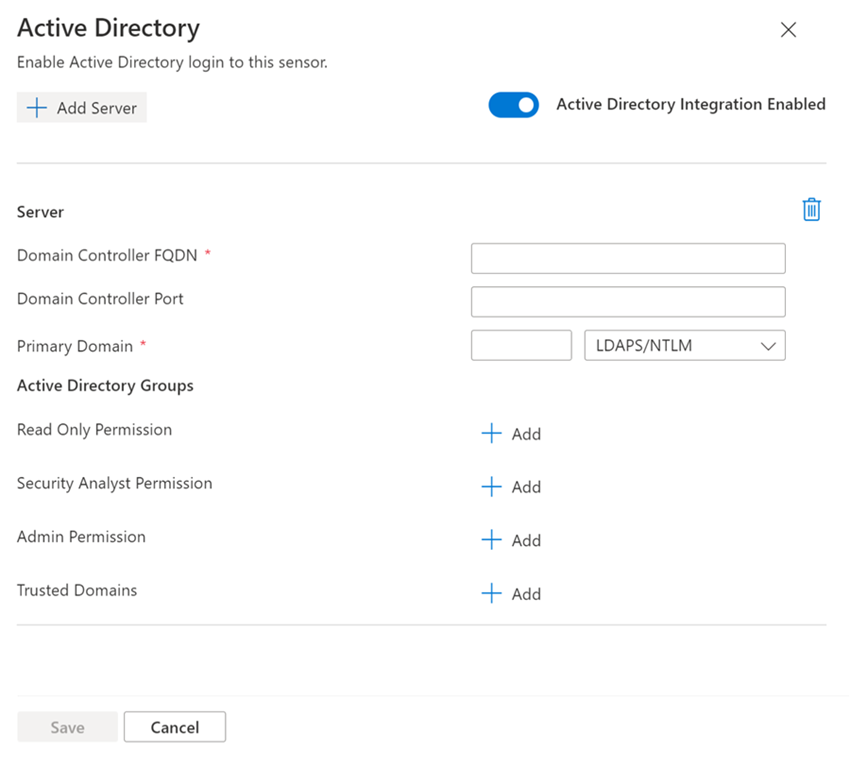 Active Directory
Enable Active Directory login to this sensor.
Add Server
Active Directory Integration Enabled
Server
Domain Controller FQDN *
Domain Controller Port
Primary Domain *
LDAPS/NTLM
Active Directory Groups
Read Only Permission
Add
Security Analyst Permission
Add
Admin Permission
Add
Trusted Domains
Add
Save
Cancel